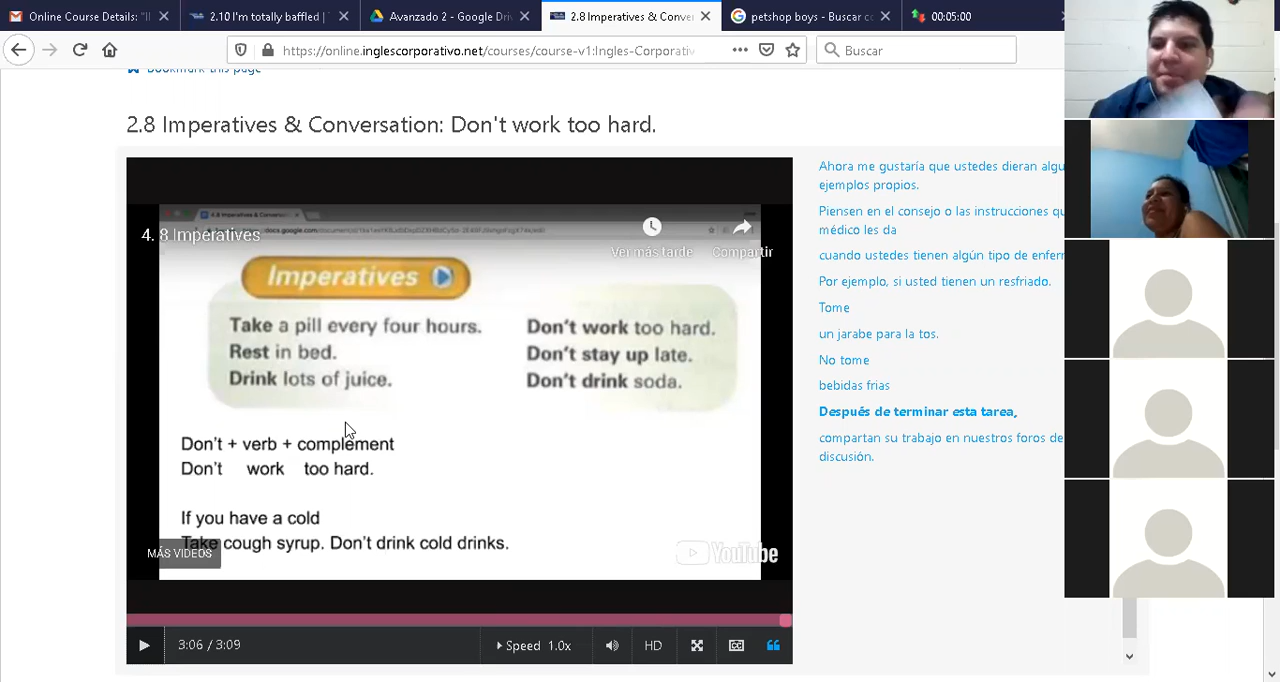 Online Course Details: "Il
2.10 I'm totally baffled |
Avanzado 2 - Google Dri
2.8 Imperatives & Conver
petshop boys - Buscar co
00:05:00
https://online.inglescorporativo.net/courses/course-v1:Ingles-Corporativ
Buscar
Bookmark this page
2.8 Imperatives & Conversation: Don't work too hard.
4. 8 Imperatives
Ver más tarde
Compartir
Imperatives
Take a pill every four hours.
Rest in bed.
Drink lots of juice.
Don't work too hard.
Don't stay up late.
Don't drink soda.
Don't + verb + complement
Don't work too hard.
If you have a cold
Take cough syrup. Don't drink cold drinks.
MÁS VIDEOS
YouTube
3:06 / 3:09
Speed 1.0x
HD
Ahora me gustaría que ustedes dieran algu
ejemplos propios.
Piensen en el consejo o las instrucciones qu
médico les da
cuando ustedes tienen algún tipo de enfer
Por ejemplo, si usted tienen un resfriado.
Tome
un jarabe para la tos.
No tome
bebidas frias
Después de terminar esta tarea,
compartan su trabajo en nuestros foros de
discusión.